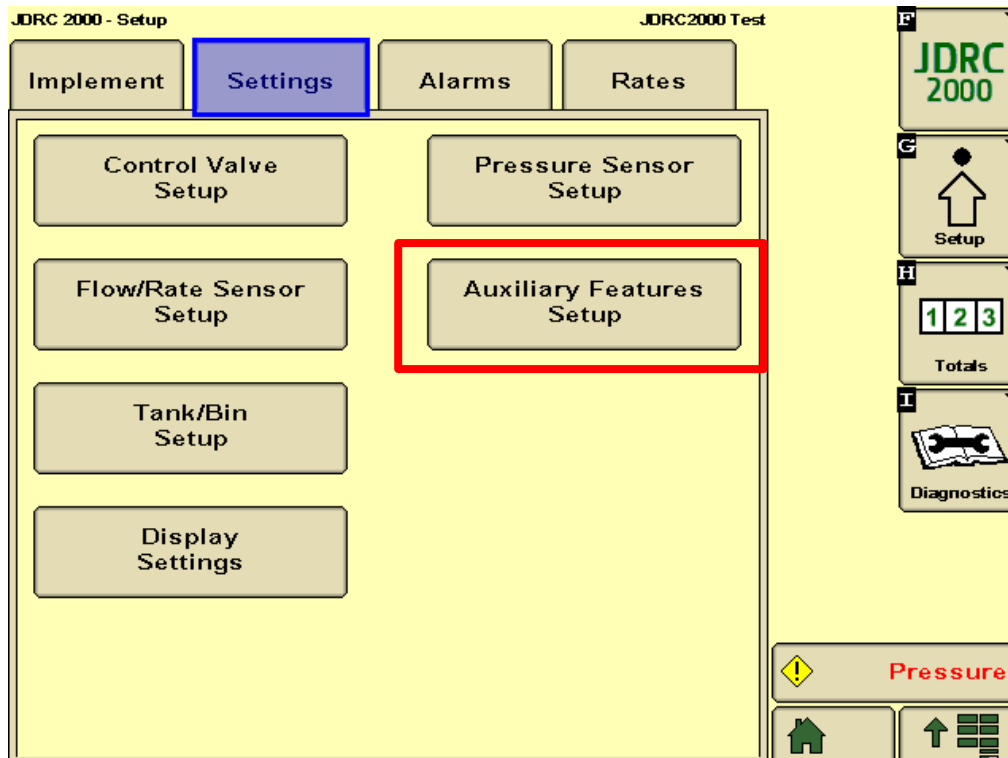 JDRC 2000 - Setup
JDRC2000 Test
Implement
Settings
Alarms
Rates
Control Valve
Setup
Pressure Sensor
Setup
Flow/Rate Sensor
Setup
Auxiliary Features
Setup
Tank/Bin
Setup
Display
Settings
F
JDRC
2000
G
Setup
H
1 2 3
Totals
I
Diagnostics
Pressure